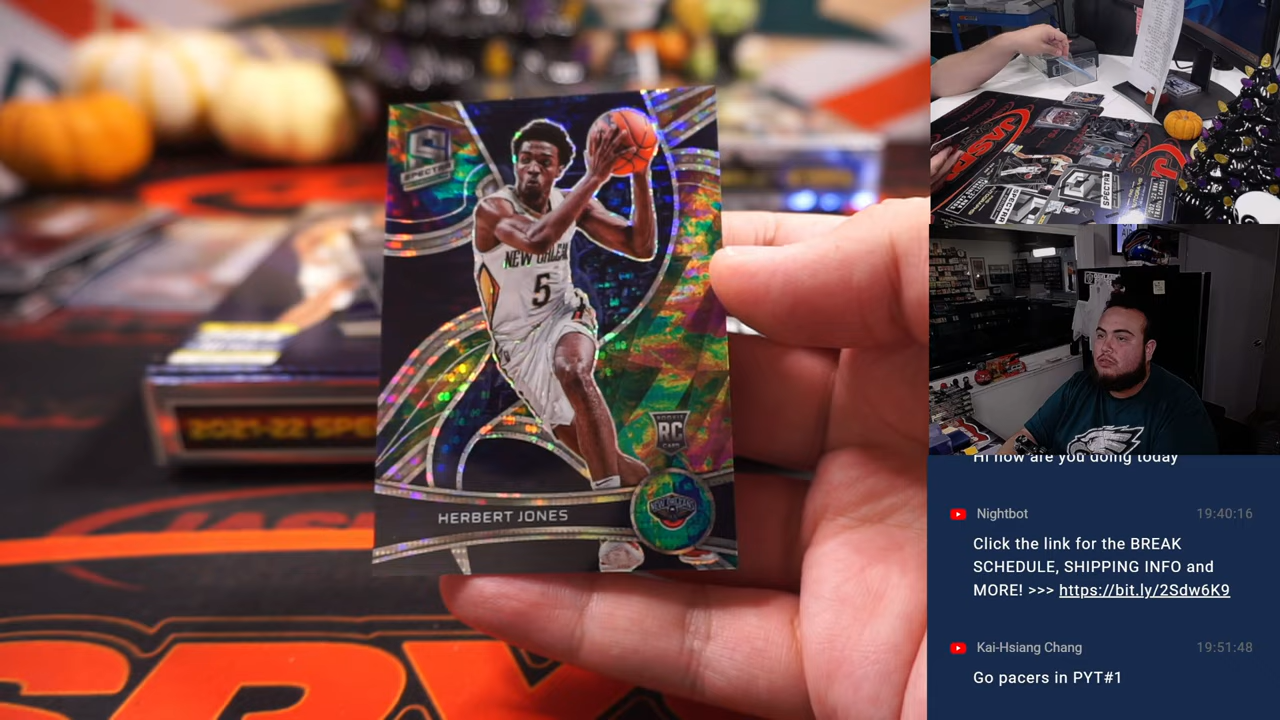 SPECTRA
NEW ORLEANS
5
ROOKIE
RC
CARD
HERBERT JONES
2021-22 SPE
JASPY
SPECTRA
Hi how are you doing today
Nightbot 19:40:16
Click the link for the BREAK
SCHEDULE, SHIPPING INFO and
MORE! >>> https://bit.ly/2Sdw6K9
Kai-Hsiang Chang 19:51:48
Go pacers in PYT#1